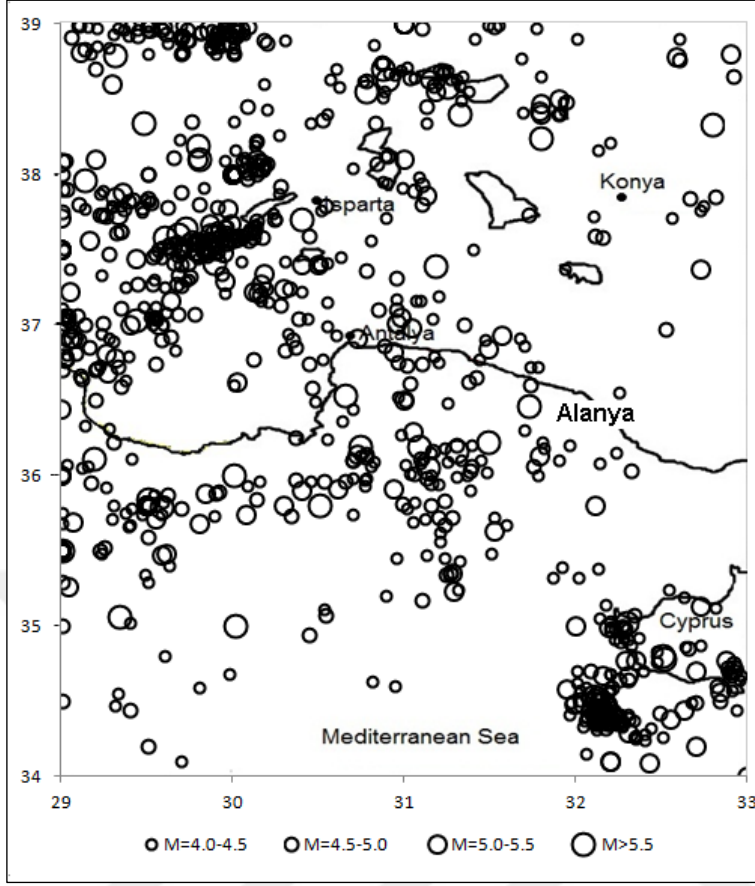 39
38
Konya
Isparta
37
Antalya
Alanya
36
35
Cyprus
Mediterranean Sea
34
29 30 31 32 33
M=4.0-4.5 M=4.5-5.0 M=5.0-5.5 M>5.5